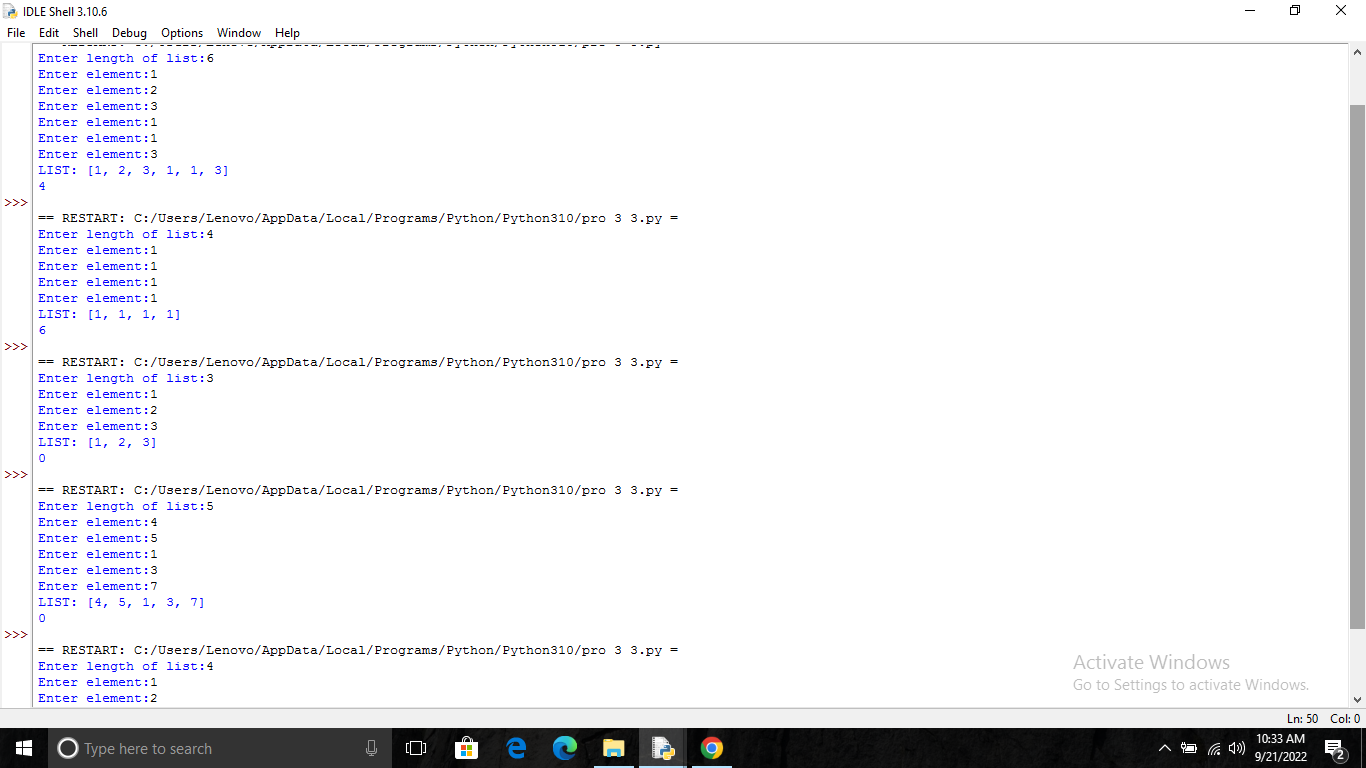 IDLE Shell 3.10.6
File Edit Shell Debug Options Window Help
Enter length of list:6
Enter element:1
Enter element:2
Enter element:3
Enter element:1
Enter element:1
Enter element:3
LIST: [1, 2, 3, 1, 1, 3]
4
>>>
== RESTART: C:/Users/Lenovo/AppData/Local/Programs/Python/Python310/pro 3 3.py =
Enter length of list:4
Enter element:1
Enter element:1
Enter element:1
Enter element:1
LIST: [1, 1, 1, 1]
6
>>>
== RESTART: C:/Users/Lenovo/AppData/Local/Programs/Python/Python310/pro 3 3.py =
Enter length of list:3
Enter element:1
Enter element:2
Enter element:3
LIST: [1, 2, 3]
0
>>>
== RESTART: C:/Users/Lenovo/AppData/Local/Programs/Python/Python310/pro 3 3.py =
Enter length of list:5
Enter element:4
Enter element:5
Enter element:1
Enter element:3
Enter element:7
LIST: [4, 5, 1, 3, 7]
0
>>>
== RESTART: C:/Users/Lenovo/AppData/Local/Programs/Python/Python310/pro 3 3.py =
Enter length of list:4
Enter element:1
Enter element:2
Activate Windows
Go to Settings to activate Windows.
Ln: 50 Col: 0
Type here to search
10:33 AM
9/21/2022
2